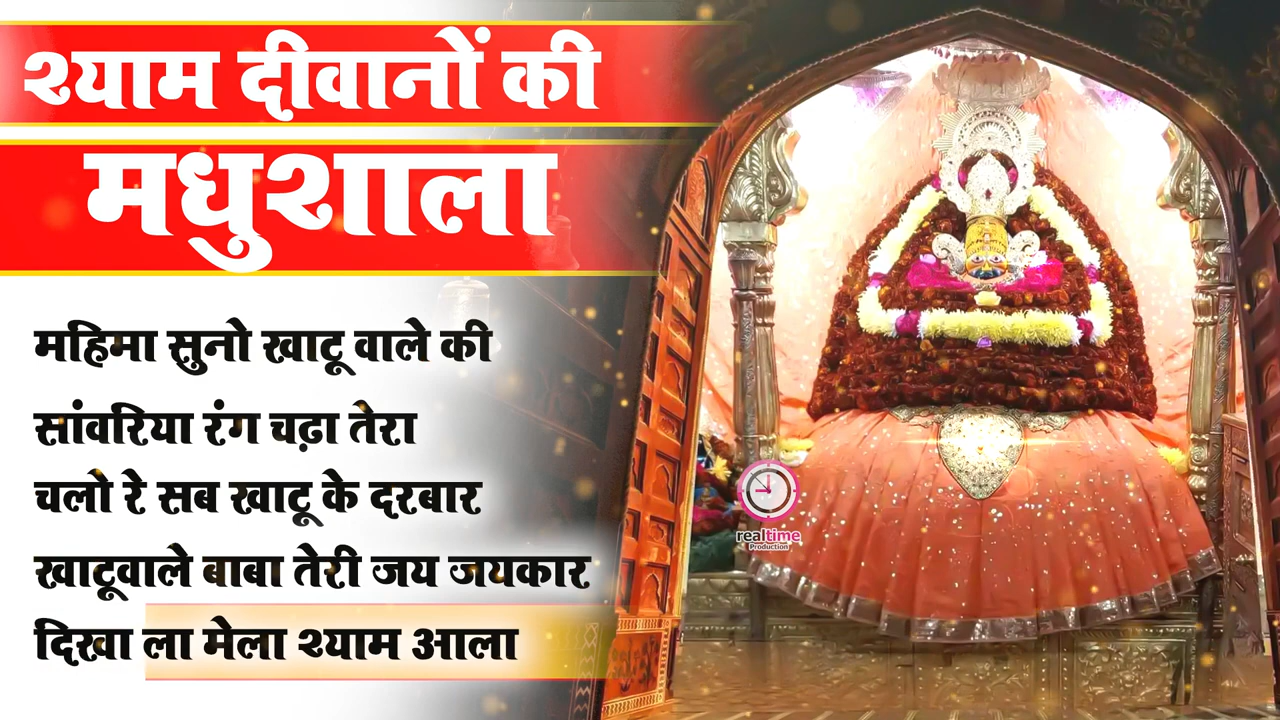 श्याम दीवानों की
मधुशाला
महिमा सुनो खाटू वाले की
सांवरिया रंग चढ़ा तेरा
चलो रे सब खाटू के दरबार
खाटूवाले बाबा तेरी जय जयकार
दिखा ला मेला श्याम आला
realtime
Production